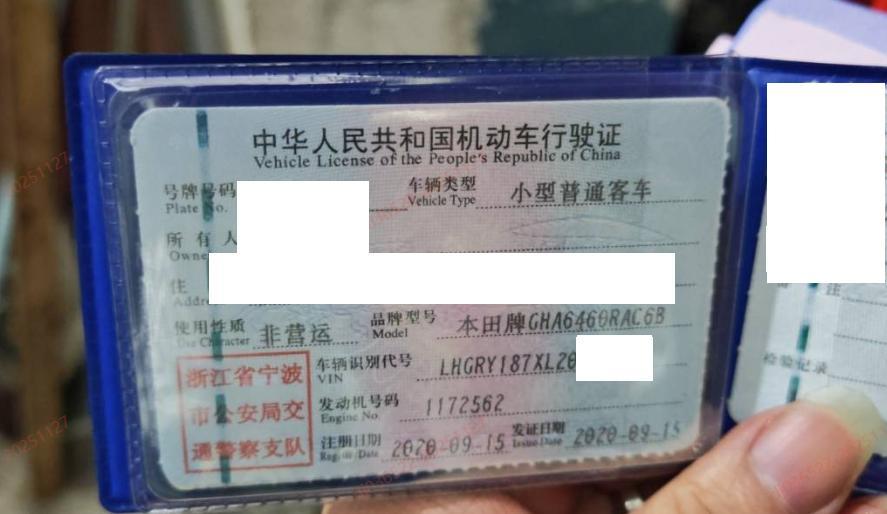 中华人民共和国机动车行驶证
Vehicle License of the People's Republic of China
号牌号码 车辆类型 小型普通客车
Plate No. Vehicle Type
所有人
Owne
住
Addre
使用性质 非营运 品牌型号 本田牌GHA6460RAC6B
Use Character Model
浙江省宁波
市公安局交
通警察支队
车辆识别代号 LHGRY187XL20
VIN
发动机号码 1172562
Engine No.
注册日期 2020-09-15 发证日期 2020-09-15
Register Date Issue Date
注
检验记录
20251127